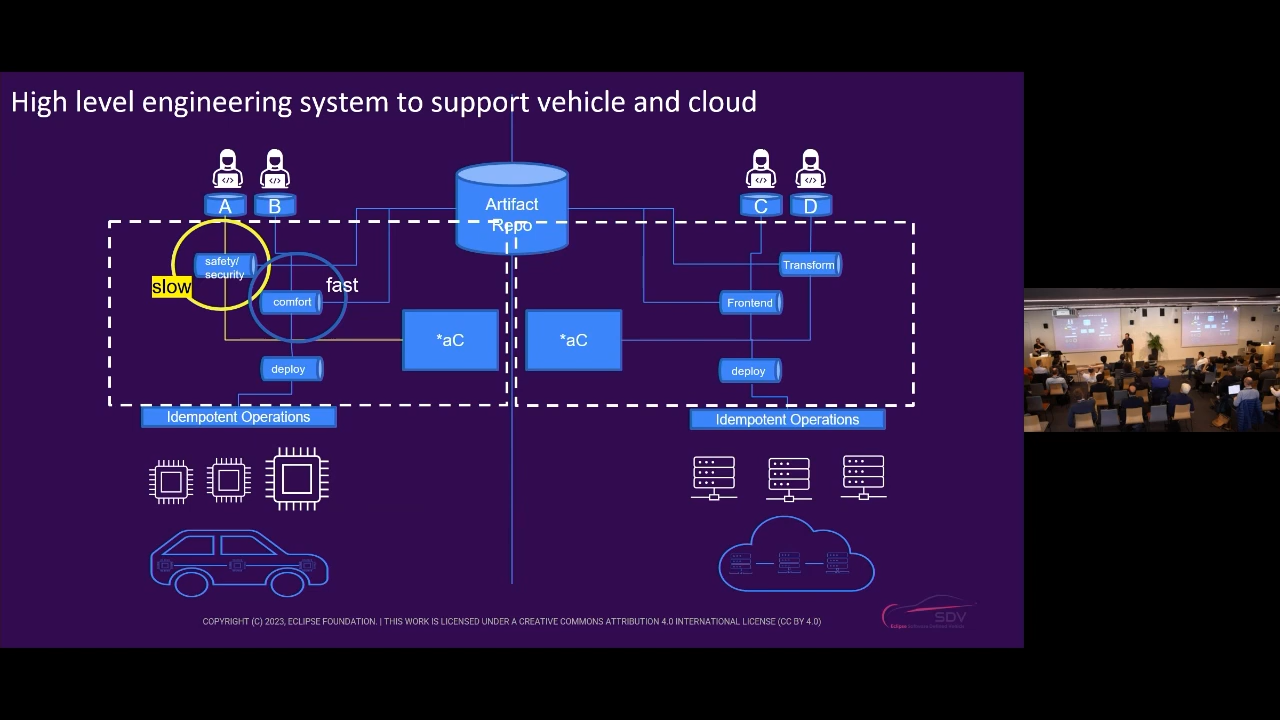 High level engineering system to support vehicle and cloud
A
B
Artifact
Repo
C
D
safety/
security
slow
fast
comfort
Transform
Frontend
*aC
*aC
deploy
deploy
Idempotent Operations
Idempotent Operations
SDV
COPYRIGHT (C) 2023, ECLIPSE FOUNDATION. | THIS WORK IS LICENSED UNDER A CREATIVE COMMONS ATTRIBUTION 4.0 INTERNATIONAL LICENSE (CC BY 4.0)